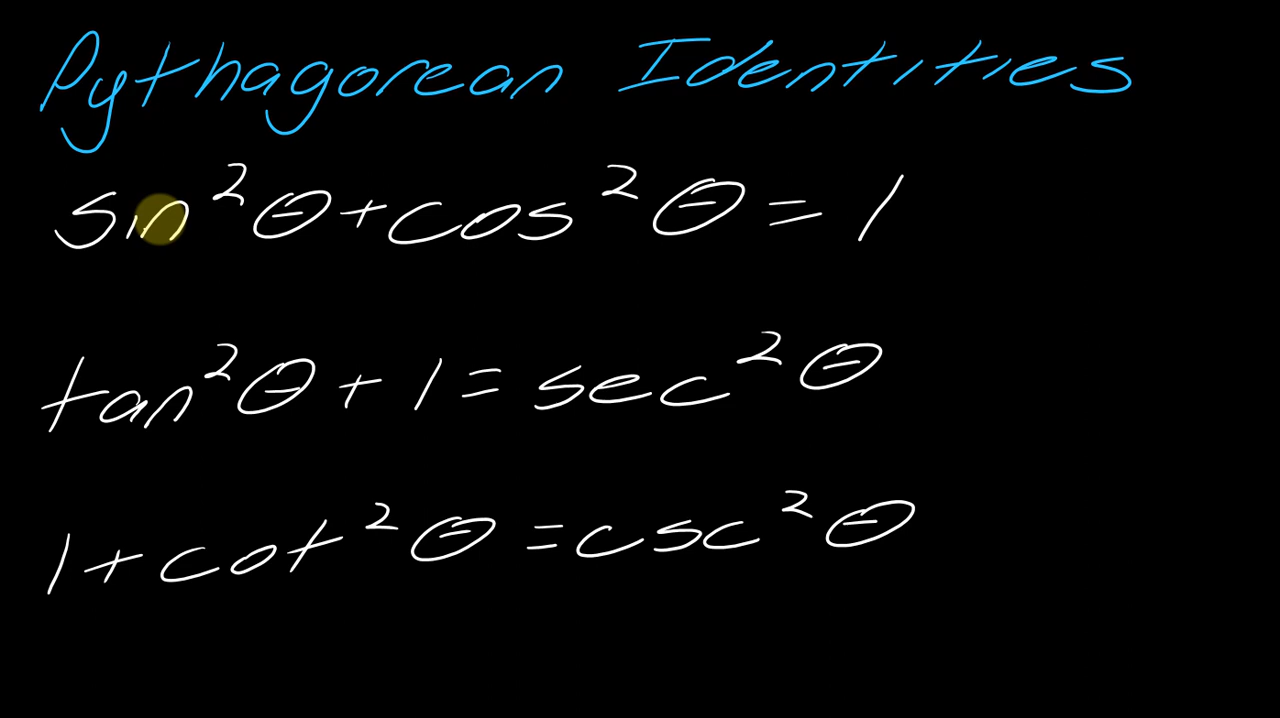 Pythagorean Identities
sin²θ+cos²θ=1
tan²θ+1=sec²θ
1+cot²θ=csc²θ